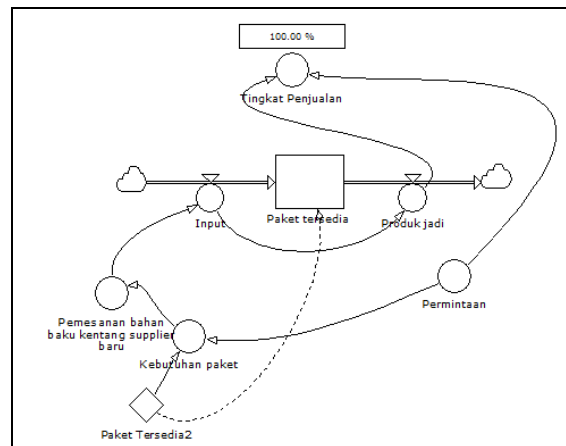 100.00 %
Tingkat Penjualan
Input
Paket tersedia
Produk jadi
Permintaan
Pemesanan bahan
baku kentang supplier
baru
Kebutuhan paket
Paket Tersedia2